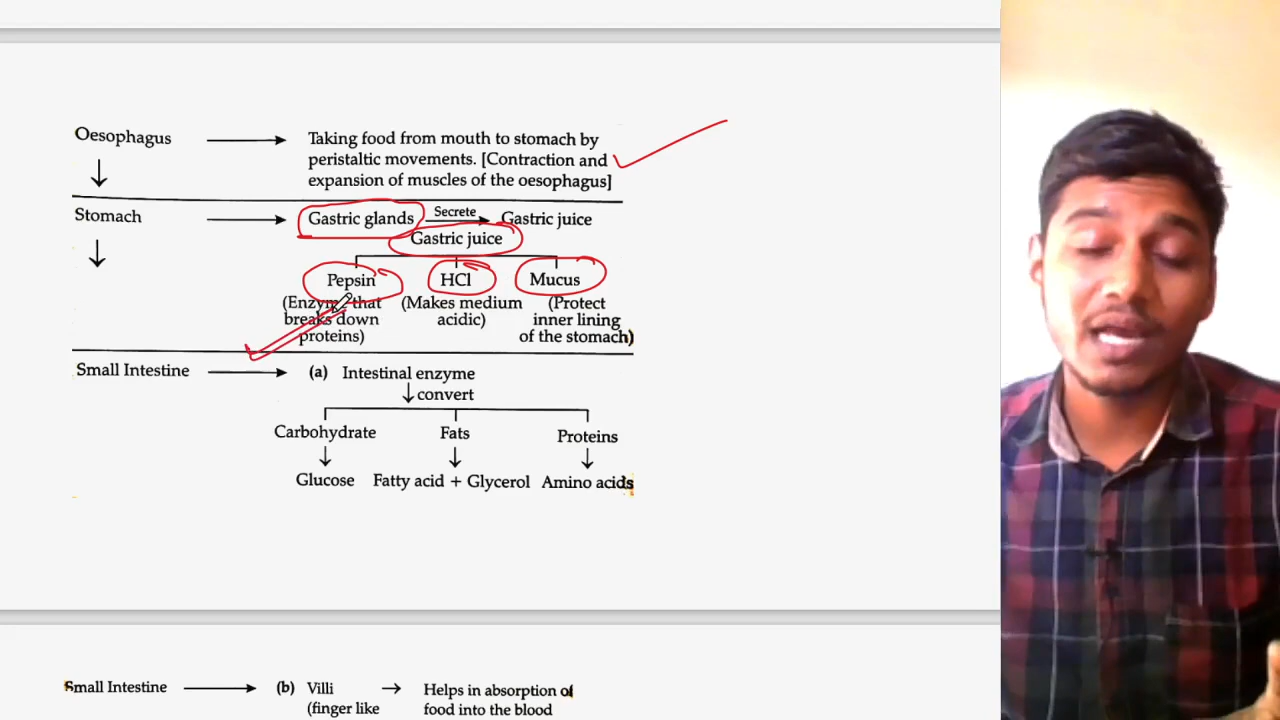 Oesophagus Taking food from mouth to stomach by
peristaltic movements. [Contraction and
expansion of muscles of the oesophagus]
Stomach Gastric glands Secrete Gastric juice
Gastric juice
Pepsin HCl Mucus
(Enzyme that (Makes medium (Protect
breaks down acidic) inner lining
proteins) of the stomach)
Small Intestine (a) Intestinal enzyme
convert
Carbohydrate Fats Proteins
Glucose Fatty acid + Glycerol Amino acids
Small Intestine (b) Villi → Helps in absorption of
(finger like food into the blood